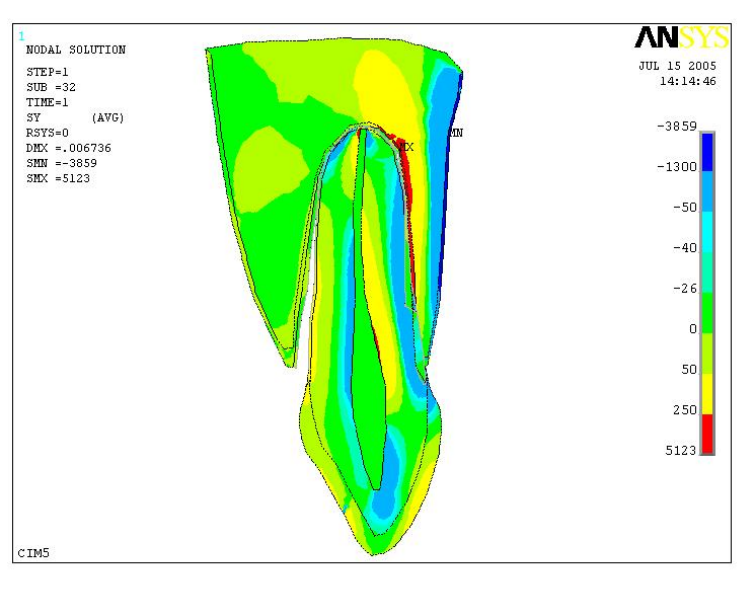 1
NODAL SOLUTION
STEP=1
SUB =32
TIME=1
SY (AVG)
RSYS=0
DMX =.006736
SMN =-3859
SMX =5123
ANSYS
JUL 15 2005
14:14:46
-3859
-1300
-50
-40
-26
0
50
250
5123
MN
MX
CIM5